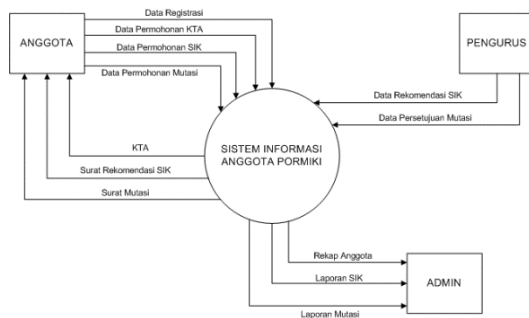 Data Registrasi
ANGGOTA
Data Permohonan KTA
Data Permohonan SIK
Data Permohonan Mutasi
PENGURUS
Data Rekomendasi SIK
Data Persetujuan Mutasi
SISTEM INFORMASI
ANGGOTA PORMIKI
KTA
Surat Rekomendasi SIK
Surat Mutasi
Rekap Anggota
Laporan SIK
Laporan Mutasi
ADMIN